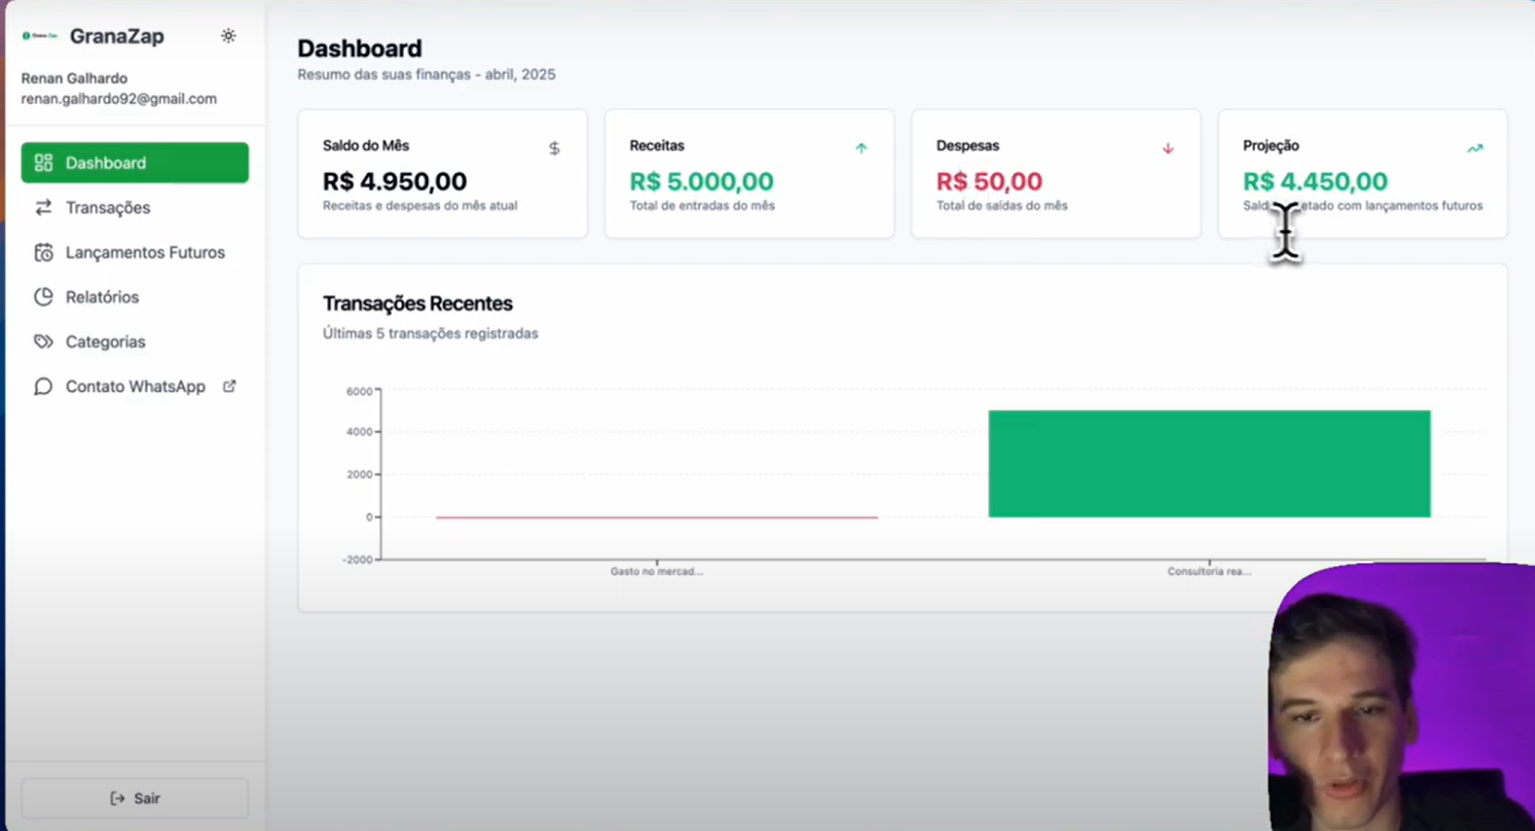 GranaZap
Renan Galhardo
renan.galhardo92@gmail.com
Dashboard
Transações
Lançamentos Futuros
Relatórios
Categorias
Contato WhatsApp
Sair
Dashboard
Resumo das suas finanças - abril, 2025
Saldo do Mês
$
R$ 4.950,00
Receitas e despesas do mês atual
Receitas
R$ 5.000,00
Total de entradas do mês
Despesas
R$ 50,00
Total de saídas do mês
Projeção
R$ 4.450,00
com lançamentos futuros
Transações Recentes
Últimas 5 transações registradas
6000
4000
2000
0
-2000
Gasto no mercad...
Consultoria rea...